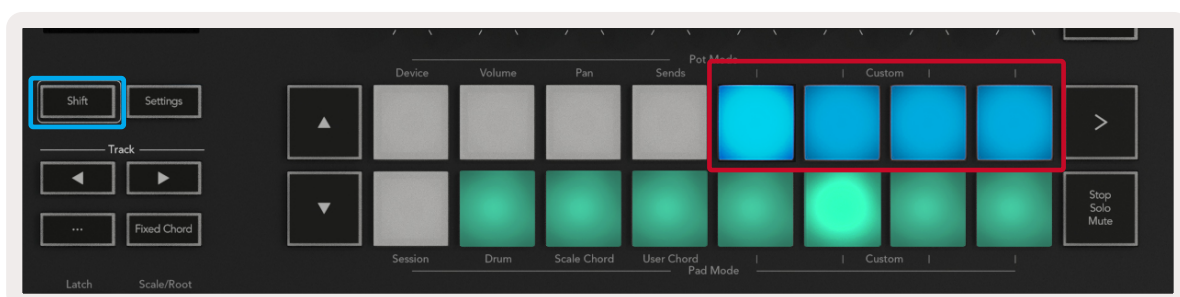 Pot Mode
Device Volume Pan Sends Custom
Shift Settings
▲
>
Track
◀ ▶
▼
Stop
Solo
Mute
... Fixed Chord
Session Drum Scale Chord User Chord Custom
Pad Mode
Latch Scale/Root